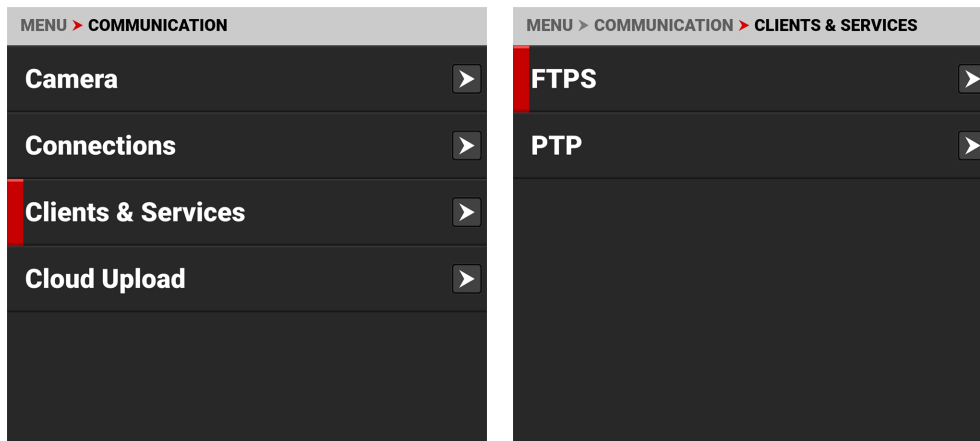 MENU > COMMUNICATION
Camera
Connections
Clients & Services
Cloud Upload
MENU > COMMUNICATION > CLIENTS & SERVICES
FTPS
PTP